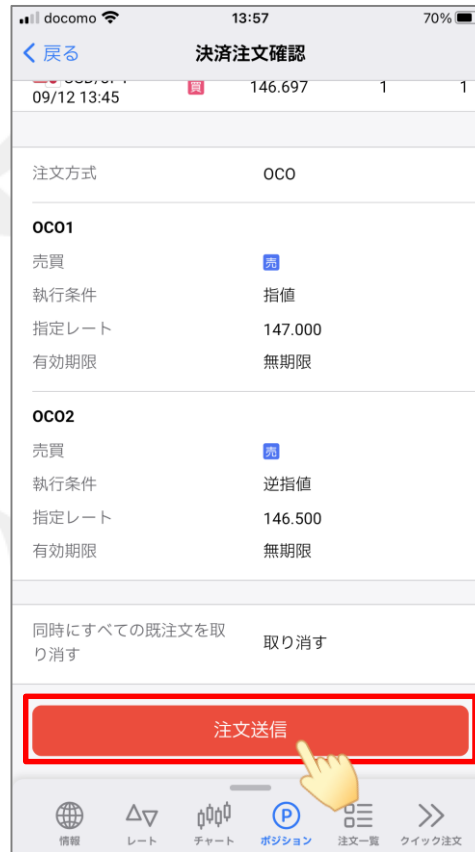 docomo 13:57 70%
戻る 決済注文確認
09/12 13:45 買 146.697 1 1
注文方式 OCO
OCO1
売買 売
執行条件 指値
指定レート 147.000
有効期限 無期限
OCO2
売買 売
執行条件 逆指値
指定レート 146.500
有効期限 無期限
同時にすべての既注文を取
り消す 取り消す
注文送信
P
情報 レート チャート ポジション 注文一覧 クイック注文